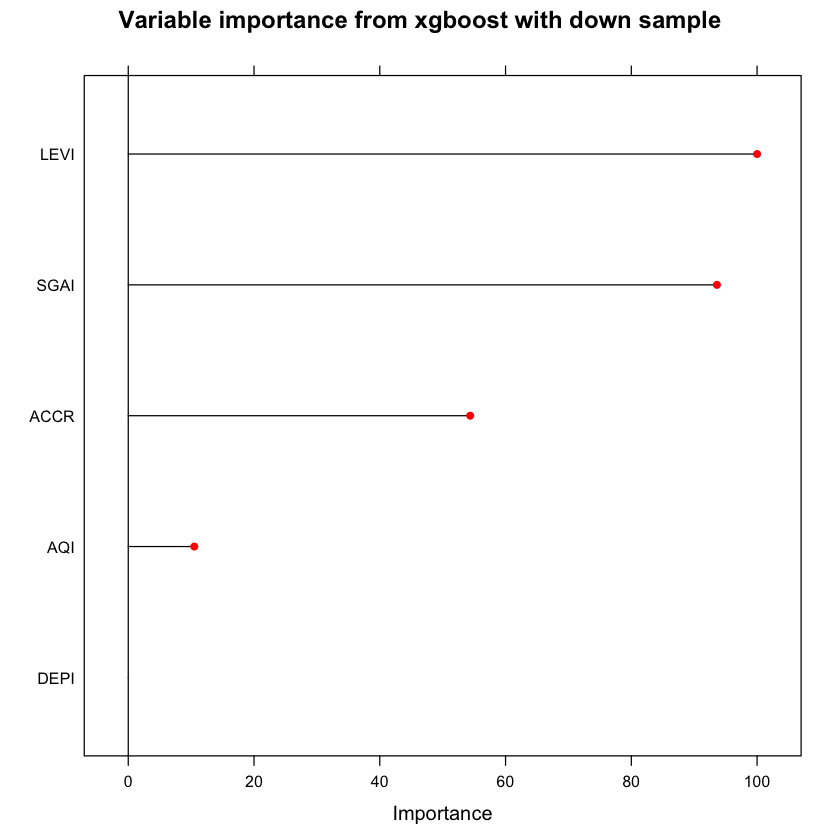 Variable importance from xgboost with down sample
LEVI
SGAI
ACCR
AQI
DEPI
0 20 40 60 80 100
Importance